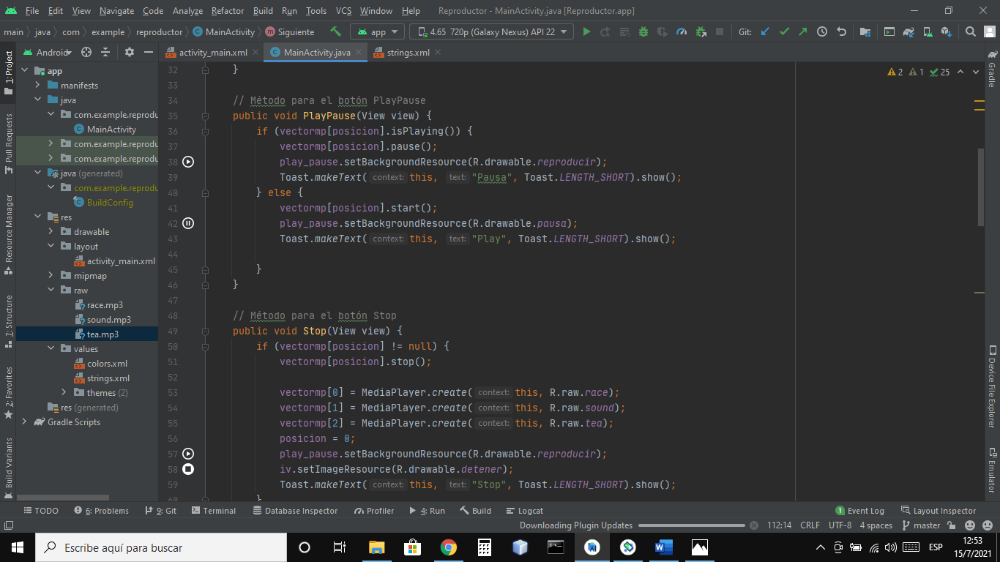 File Edit View Navigate Code Analyze Refactor Build Run Tools VCS Window Help Reproductor - MainActivity.java [Reproductor.app]
main java com example reproductor MainActivity Siguiente app 4.65 720p (Galaxy Nexus) API 22 Git:
Android activity_main.xml MainActivity.java strings.xml
1: Project
Pull Requests
Resource Manager
7: Structure
2: Favorites
Build Variants
app
manifests
java
com.example.reprodu
MainActivity
com.example.reprodu
com.example.reprodu
java (generated)
com.example.reprodu
BuildConfig
res
drawable
layout
activity_main.xml
mipmap
raw
race.mp3
sound.mp3
tea.mp3
values
colors.xml
strings.xml
themes (2)
res (generated)
Gradle Scripts
2 1 25
32 }
33
34 // Método para el botón PlayPause
35 public void PlayPause(View view) {
36 if (vectormp[posicion].isPlaying()) {
37 vectormp[posicion].pause();
38 play_pause.setBackgroundResource(R.drawable.reproducir);
39 Toast.makeText( context: this, text: "Pausa", Toast.LENGTH_SHORT).show();
40 } else {
41 vectormp[posicion].start();
42 play_pause.setBackgroundResource(R.drawable.pausa);
43 Toast.makeText( context: this, text: "Play", Toast.LENGTH_SHORT).show();
44
45 }
46 }
47
48 // Método para el botón Stop
49 public void Stop(View view) {
50 if (vectormp[posicion] != null) {
51 vectormp[posicion].stop();
52
53 vectormp[0] = MediaPlayer.create( context: this, R.raw.race);
54 vectormp[1] = MediaPlayer.create( context: this, R.raw.sound);
55 vectormp[2] = MediaPlayer.create( context: this, R.raw.tea);
56 posicion = 0;
57 play_pause.setBackgroundResource(R.drawable.reproducir);
58 iv.setImageResource(R.drawable.detener);
59 Toast.makeText( context: this, text: "Stop", Toast.LENGTH_SHORT).show();
60 }
Gradle
Device File Explorer
Emulator
TODO 6: Problems 9: Git Terminal Database Inspector Profiler 4: Run Build Logcat 1 Event Log Layout Inspector
Downloading Plugin Updates 112:14 CRLF UTF-8 4 spaces master
Escribe aquí para buscar
ESP
12:53
15/7/2021